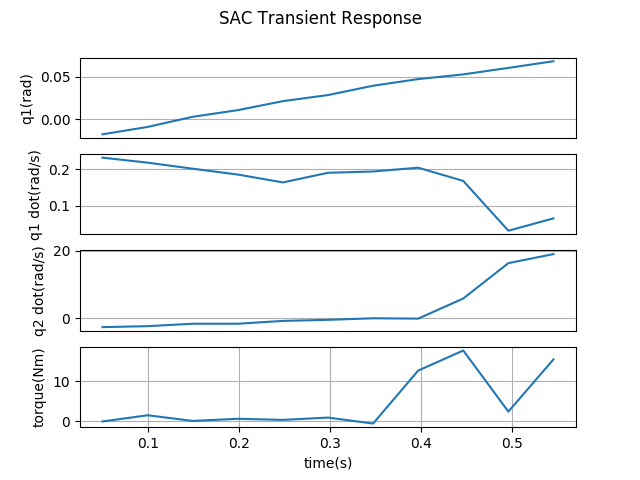 SAC Transient Response
q1(rad)
0.05
0.00
q1 dot(rad/s)
0.2
0.1
q2 dot(rad/s)
20
0
torque(Nm)
10
0
0.1 0.2 0.3 0.4 0.5
time(s)